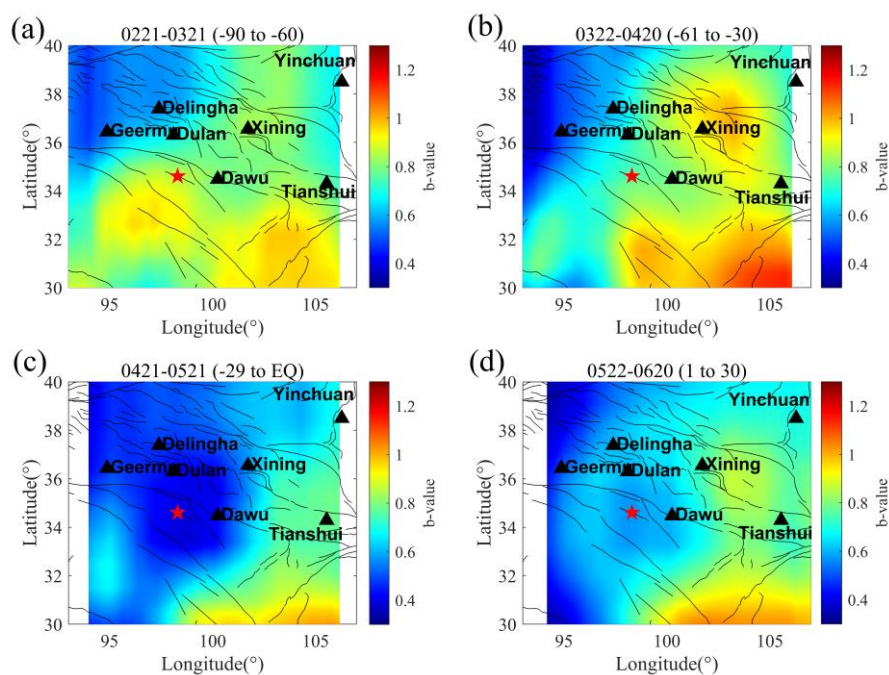 (a)
0221-0321 (-90 to -60)
40
38
36
34
32
30
Latitude(°)
Yinchuan
Delingha
Geerm
Dulan
Xining
Dawu
Tianshui
95
100
105
Longitude(°)
1.2
1
0.8
0.6
0.4
b-value
(b)
0322-0420 (-61 to -30)
40
38
36
34
32
30
Latitude(°)
Yinchuan
Delingha
Geerm
Dulan
Xining
Dawu
Tianshui
95
100
105
Longitude(°)
1.2
1
0.8
0.6
0.4
b-value
(c)
0421-0521 (-29 to EQ)
40
38
36
34
32
30
Latitude(°)
Yinchuan
Delingha
Geerm
Dulan
Xining
Dawu
Tianshui
95
100
105
Longitude(°)
1.2
1
0.8
0.6
0.4
b-value
(d)
0522-0620 (1 to 30)
40
38
36
34
32
30
Latitude(°)
Yinchuan
Delingha
Geerm
Dulan
Xining
Dawu
Tianshui
95
100
105
Longitude(°)
1.2
1
0.8
0.6
0.4
b-value